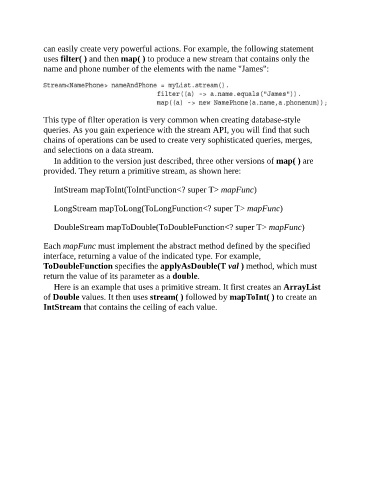 can easily create very powerful actions. For example, the following statement
uses filter( ) and then map( ) to produce a new stream that contains only the
name and phone number of the elements with the name "James":
Stream<NamePhone> nameAndPhone = myList.stream().
filter((a) -> a.name.equals("James")).
map((a) -> new NamePhone(a.name,a.phonenum));
This type of filter operation is very common when creating database-style
queries. As you gain experience with the stream API, you will find that such
chains of operations can be used to create very sophisticated queries, merges,
and selections on a data stream.
In addition to the version just described, three other versions of map( ) are
provided. They return a primitive stream, as shown here:
IntStream mapToInt(ToIntFunction<? super T> mapFunc)
LongStream mapToLong(ToLongFunction<? super T> mapFunc)
DoubleStream mapToDouble(ToDoubleFunction<? super T> mapFunc)
Each mapFunc must implement the abstract method defined by the specified
interface, returning a value of the indicated type. For example,
ToDoubleFunction specifies the applyAsDouble(T val ) method, which must
return the value of its parameter as a double.
Here is an example that uses a primitive stream. It first creates an ArrayList
of Double values. It then uses stream( ) followed by mapToInt( ) to create an
IntStream that contains the ceiling of each value.